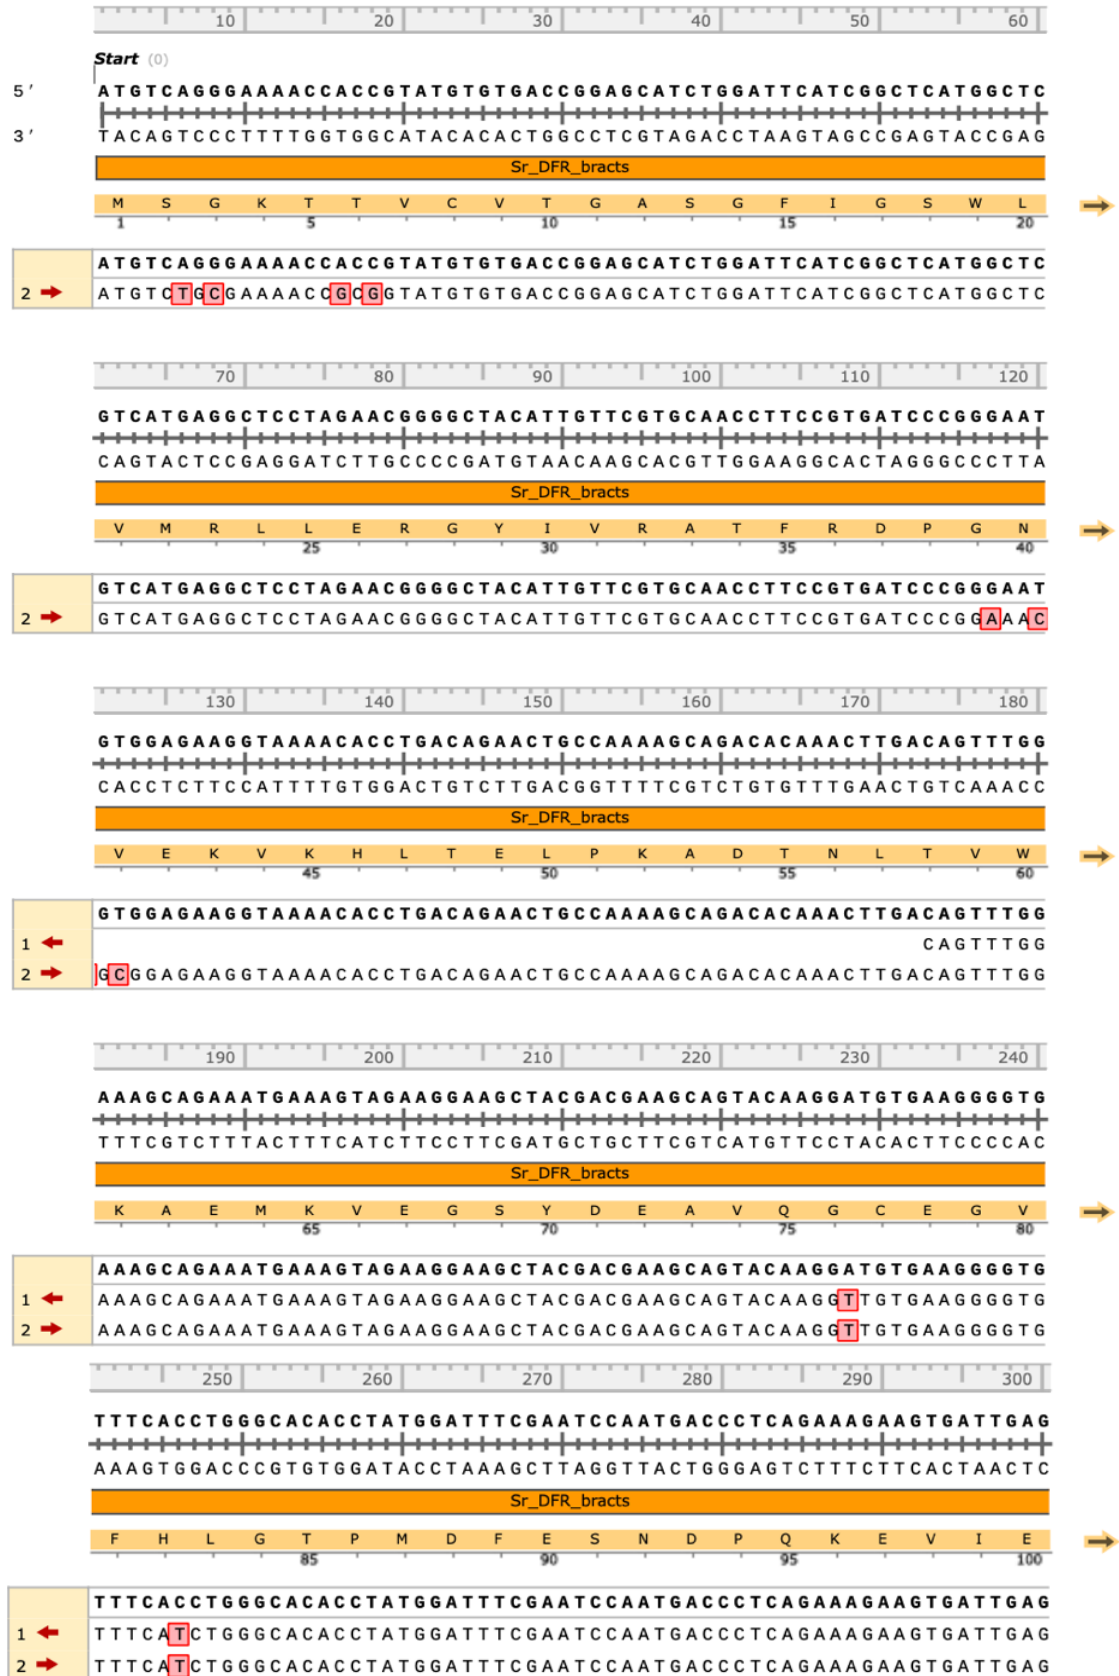 10 20 30 40 50 60
Start (0)
5′ ATGTCAGGGAAAACCACCGTATGTGTGACCGGAGCATCTGGATTCATCGGCTCATGGCTC
3′ TACAGTCCCTTTTGGTGGCATACACACTGGCCTCGTAGACCTAAGTAGCCGAGTACCGAG
Sr_DFR_bracts
M S G K T T V C V T G A S G F I G S W L
1 5 10 15 20
ATGTCAGGGAAAACCACCGTATGTGTGACCGGAGCATCTGGATTCATCGGCTCATGGCTC
2 ATGTCTGCGAAAACCGCGGTATGTGTGACCGGAGCATCTGGATTCATCGGCTCATGGCTC
70 80 90 100 110 120
GTCATGAGGCTCCTAGAACGGGGCTACATTGTTCGTGCAACCTTCCGTGATCCCGGGAAT
CAGTACTCCGAGGATCTTGCCCCGATGTAACAAGCACGTTGGAAGGCACTAGGGCCCTTA
Sr_DFR_bracts
V M R L L E R G Y I V R A T F R D P G N
25 30 35 40
GTCATGAGGCTCCTAGAACGGGGCTACATTGTTCGTGCAACCTTCCGTGATCCCGGGAAT
2 GTCATGAGGCTCCTAGAACGGGGCTACATTGTTCGTGCAACCTTCCGTGATCCCGGAAAC
130 140 150 160 170 180
GTGGAGAAGGTAAAACACCTGACAGAACTGCCAAAAGCAGACACAAACTTGACAGTTTGG
CACCTCTTCCATTTTGTGGACTGTCTTGACGGTTTTCGTCTGTGTTTGAACTGTCAAACC
Sr_DFR_bracts
V E K V K H L T E L P K A D T N L T V W
45 50 55 60
GTGGAGAAGGTAAAACACCTGACAGAACTGCCAAAAGCAGACACAAACTTGACAGTTTGG
1 CAGTTTGG
2 GCGGAGAAGGTAAAACACCTGACAGAACTGCCAAAAGCAGACACAAACTTGACAGTTTGG
190 200 210 220 230 240
AAAGCAGAAATGAAAGTAGAAGGAAGCTACGACGAAGCAGTACAAGGATGTGAAGGGGTG
TTTCGTCTTTACTTTCATCTTCCTTCGATGCTGCTTCGTCATGTTCCTACACTTCCCCAC
Sr_DFR_bracts
K A E M K V E G S Y D E A V Q G C E G V
65 70 75 80
AAAGCAGAAATGAAAGTAGAAGGAAGCTACGACGAAGCAGTACAAGGATGTGAAGGGGTG
1 AAAGCAGAAATGAAAGTAGAAGGAAGCTACGACGAAGCAGTACAAGGTTGTGAAGGGGTG
2 AAAGCAGAAATGAAAGTAGAAGGAAGCTACGACGAAGCAGTACAAGGTTGTGAAGGGGTG
250 260 270 280 290 300
TTTCACCTGGGCACACCTATGGATTTCGAATCCAATGACCCTCAGAAAGAAGTGATTGAG
AAAGTGGACCCGTGTGGATACCTAAAGCTTAGGTTACTGGGAGTCTTTCTTCACTAACTC
Sr_DFR_bracts
F H L G T P M D F E S N D P Q K E V I E
85 90 95 100
TTTCACCTGGGCACACCTATGGATTTCGAATCCAATGACCCTCAGAAAGAAGTGATTGAG
1 TTTCATCTGGGCACACCTATGGATTTCGAATCCAATGACCCTCAGAAAGAAGTGATTGAG
2 TTTCATCTGGGCACACCTATGGATTTCGAATCCAATGACCCTCAGAAAGAAGTGATTGAG